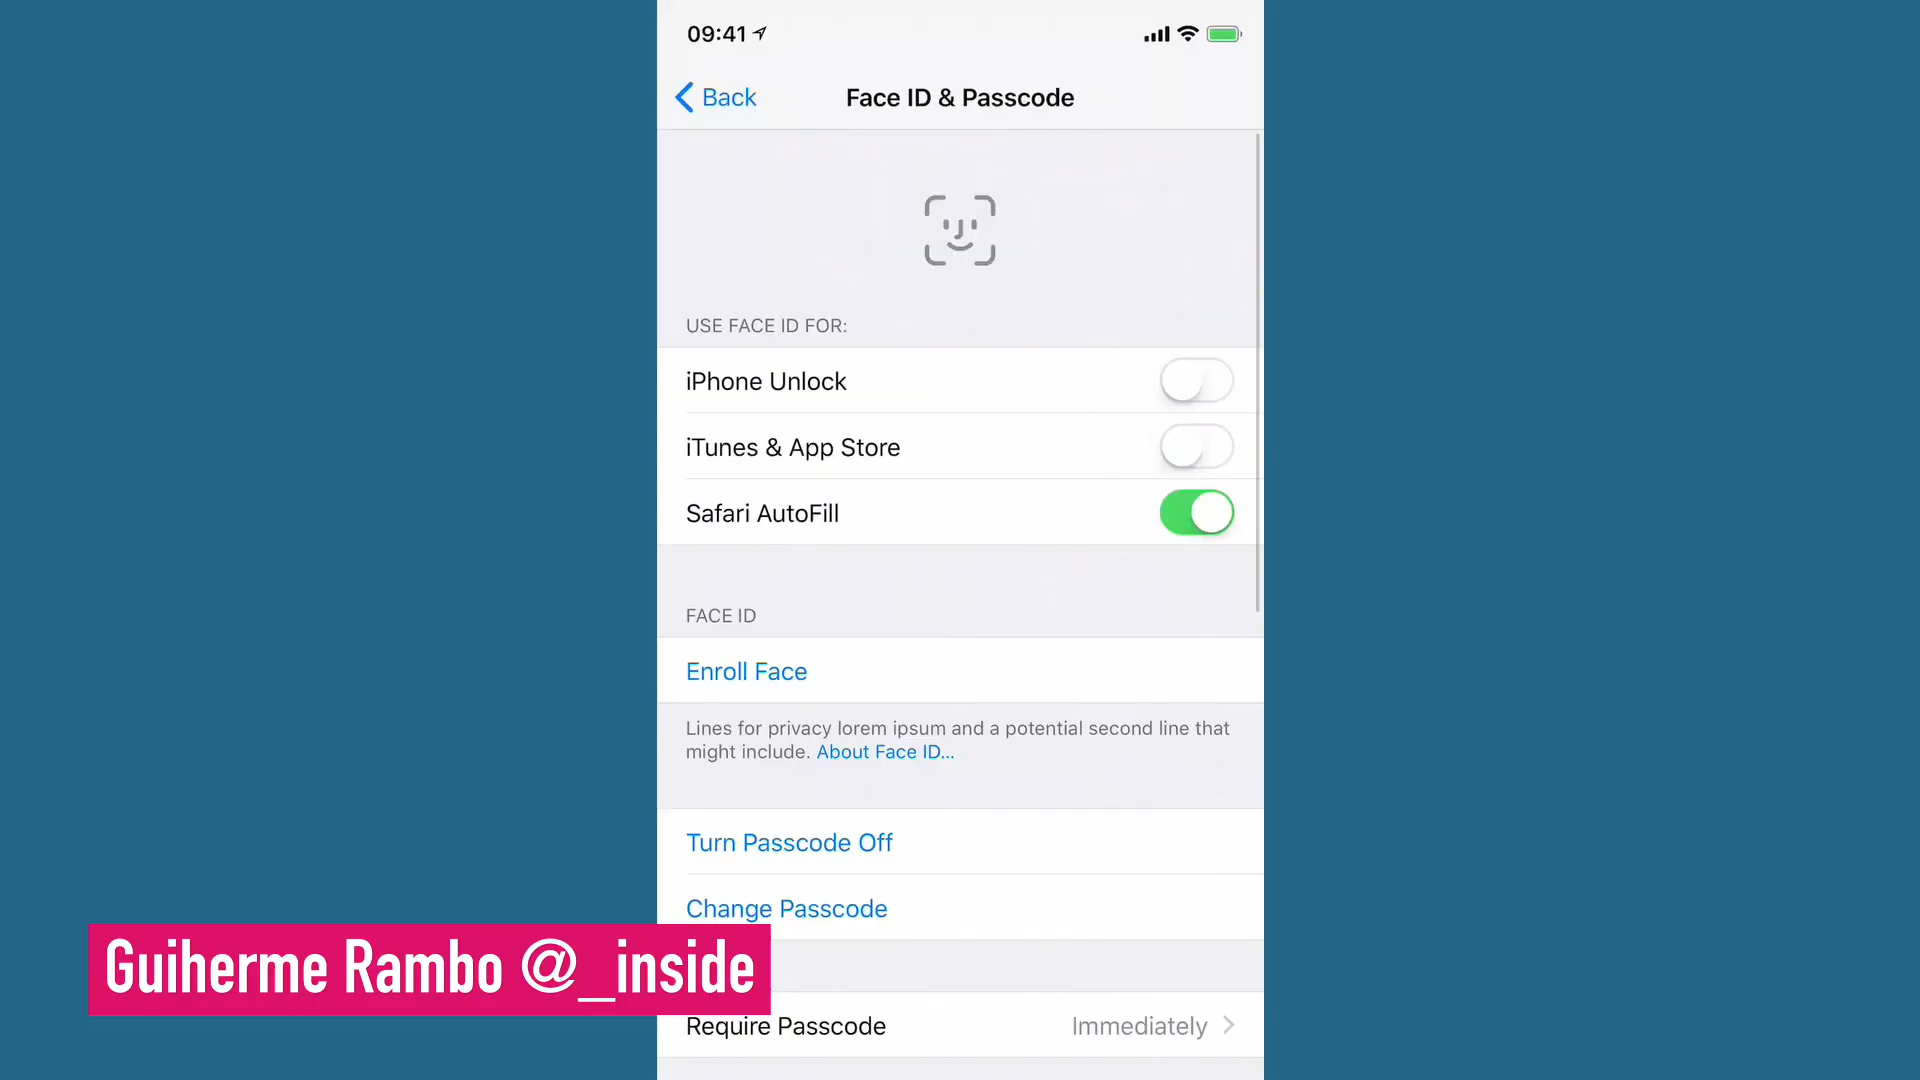 09:41
Back
Face ID & Passcode
USE FACE ID FOR:
iPhone Unlock
iTunes & App Store
Safari AutoFill
FACE ID
Enroll Face
Lines for privacy lorem ipsum and a potential second line that
might include. About Face ID...
Turn Passcode Off
Change Passcode
Guiherme Rambo @_inside
Require Passcode
Immediately